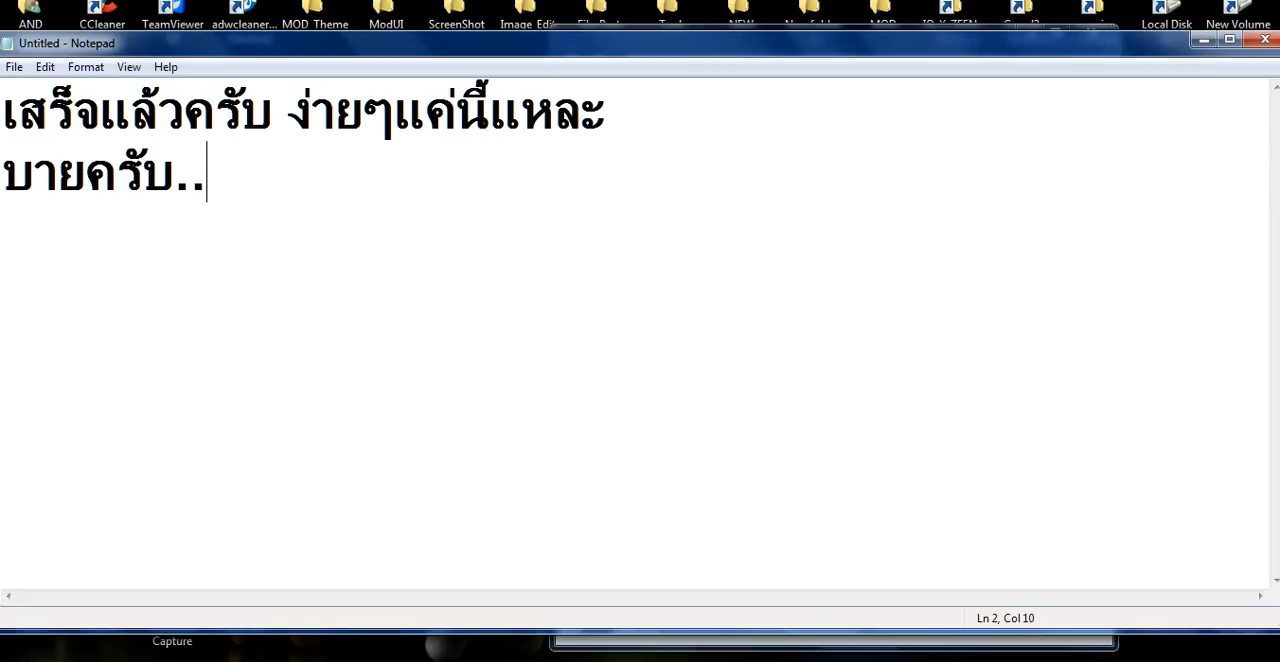 AND CCleaner TeamViewer adwcleaner... MOD Theme ModUI ScreenShot Image Edit Local Disk New Volume
Untitled - Notepad
File Edit Format View Help
เสร็จแล้วครับ ง่ายๆแค่นี้แหละ
บายครับ..
Ln 2, Col 10
Capture